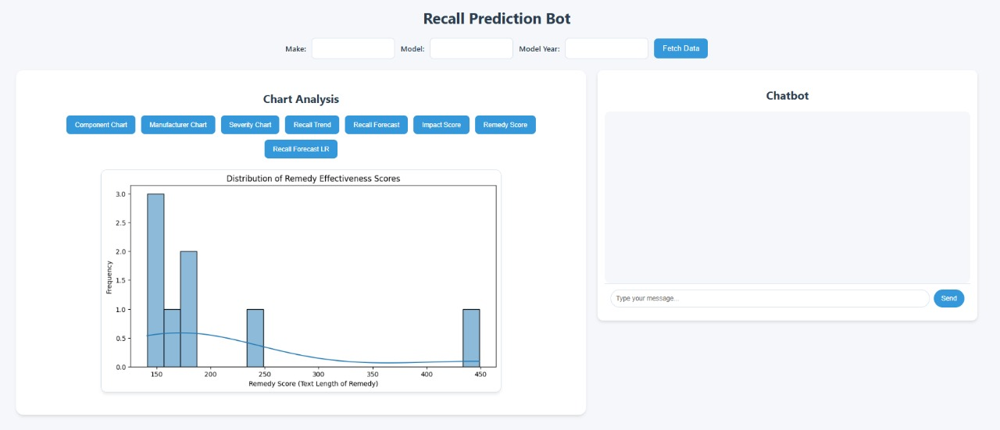 Recall Prediction Bot
Make: Model: Model Year: Fetch Data
Chart Analysis
Component Chart Manufacturer Chart Severity Chart Recall Trend Recall Forecast Impact Score Remedy Score
Recall Forecast LR
Distribution of Remedy Effectiveness Scores
3.0
2.5
2.0
1.5
1.0
0.5
0.0
Frequency
150 200 250 300 350 400 450
Remedy Score (Text Length of Remedy)
Chatbot
Type your message... Send